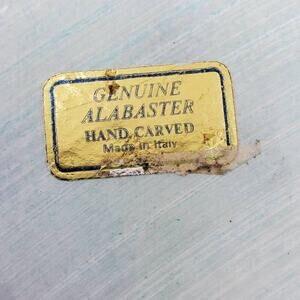 GENUINE
ALABASTER
HAND CARVED
Made in Italy